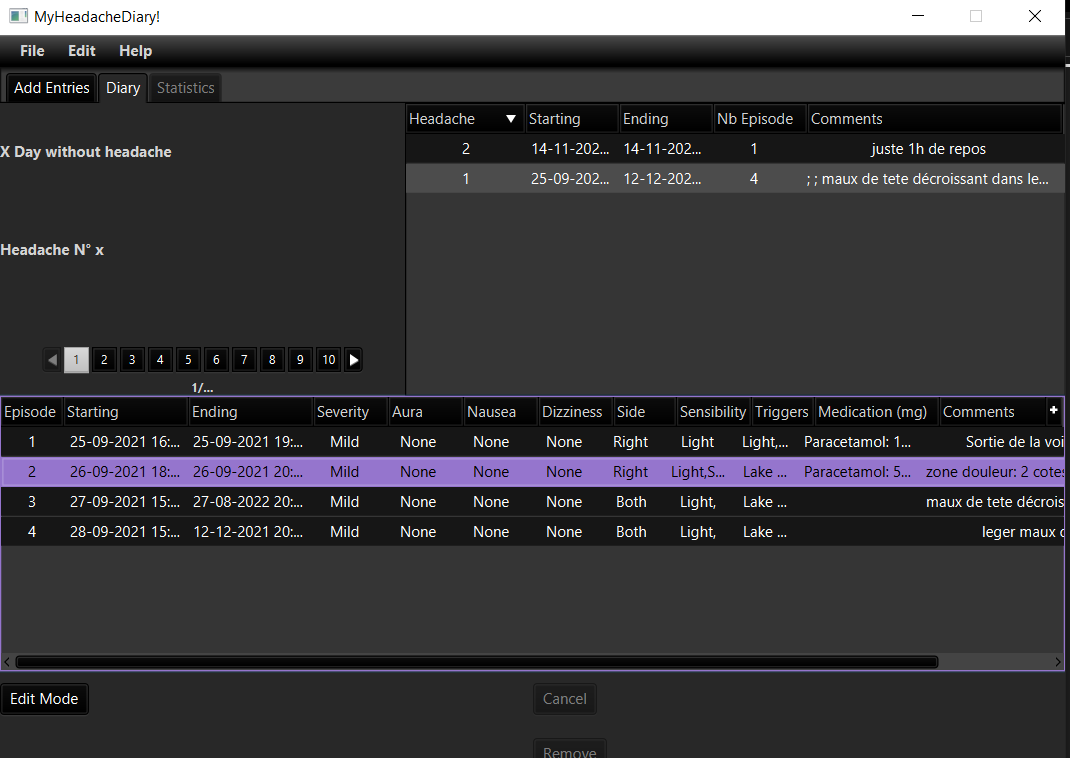 MyHeadacheDiary!
File Edit Help
Add Entries Diary Statistics
X Day without headache
Headache N° x
1 2 3 4 5 6 7 8 9 10
1/...
Headache Starting Ending Nb Episode Comments
2 14-11-202... 14-11-202... 1 juste 1h de repos
1 25-09-202... 12-12-202... 4 ; ; maux de tete décroissant dans le...
Episode Starting Ending Severity Aura Nausea Dizziness Side Sensibility Triggers Medication (mg) Comments +
1 25-09-2021 16:... 25-09-2021 19:... Mild None None None Right Light Light,... Paracetamol: 1... Sortie de la voi
2 26-09-2021 18:... 26-09-2021 20:... Mild None None None Right Light,S... Lake ... Paracetamol: 5... zone douleur: 2 cotes
3 27-09-2021 15:... 27-08-2022 20:... Mild None None None Both Light, Lake ... maux de tete décrois
4 28-09-2021 15:... 12-12-2021 20:... Mild None None None Both Light, Lake ... leger maux
Edit Mode Cancel
Remove